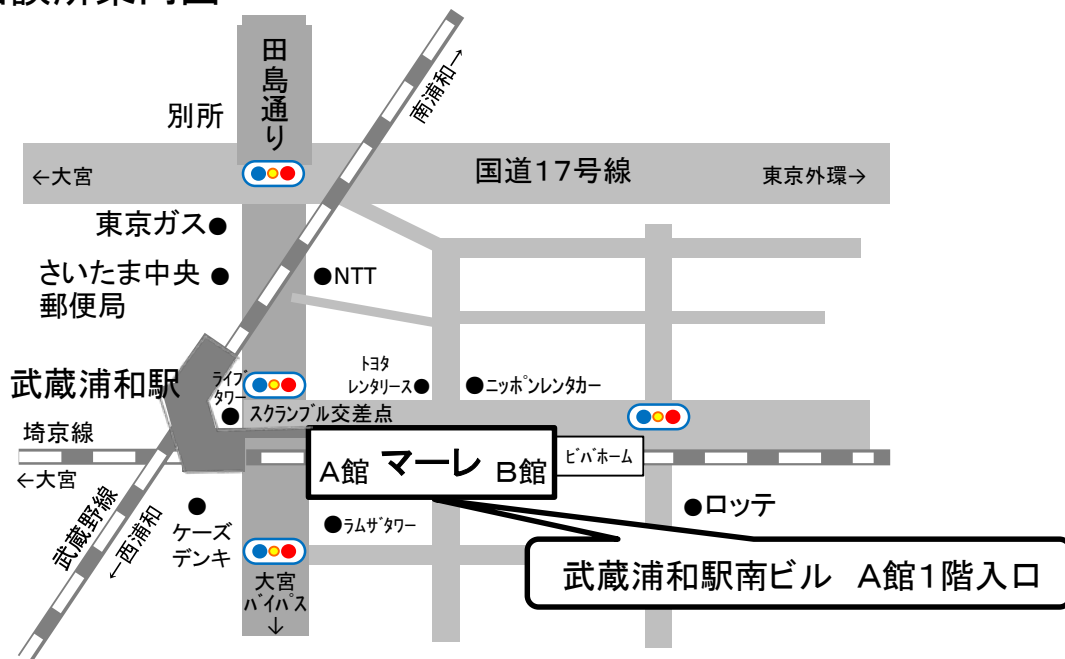 田島通り
南浦和→
別所
←大宮
国道17号線
東京外環→
東京ガス●
さいたま中央
郵便局
●
●NTT
武蔵浦和駅
ライブ
タワー
●
トヨタ
レンタリース●
●ニッポンレンタカー
スクランブル交差点
埼京線
←大宮
A館 マーレ B館
ビバホーム
武蔵野線
←西浦和
●
ケーズ
デンキ
●ラムザタワー
●ロッテ
大宮
バイパス
↓
武蔵浦和駅南ビル A館1階入口